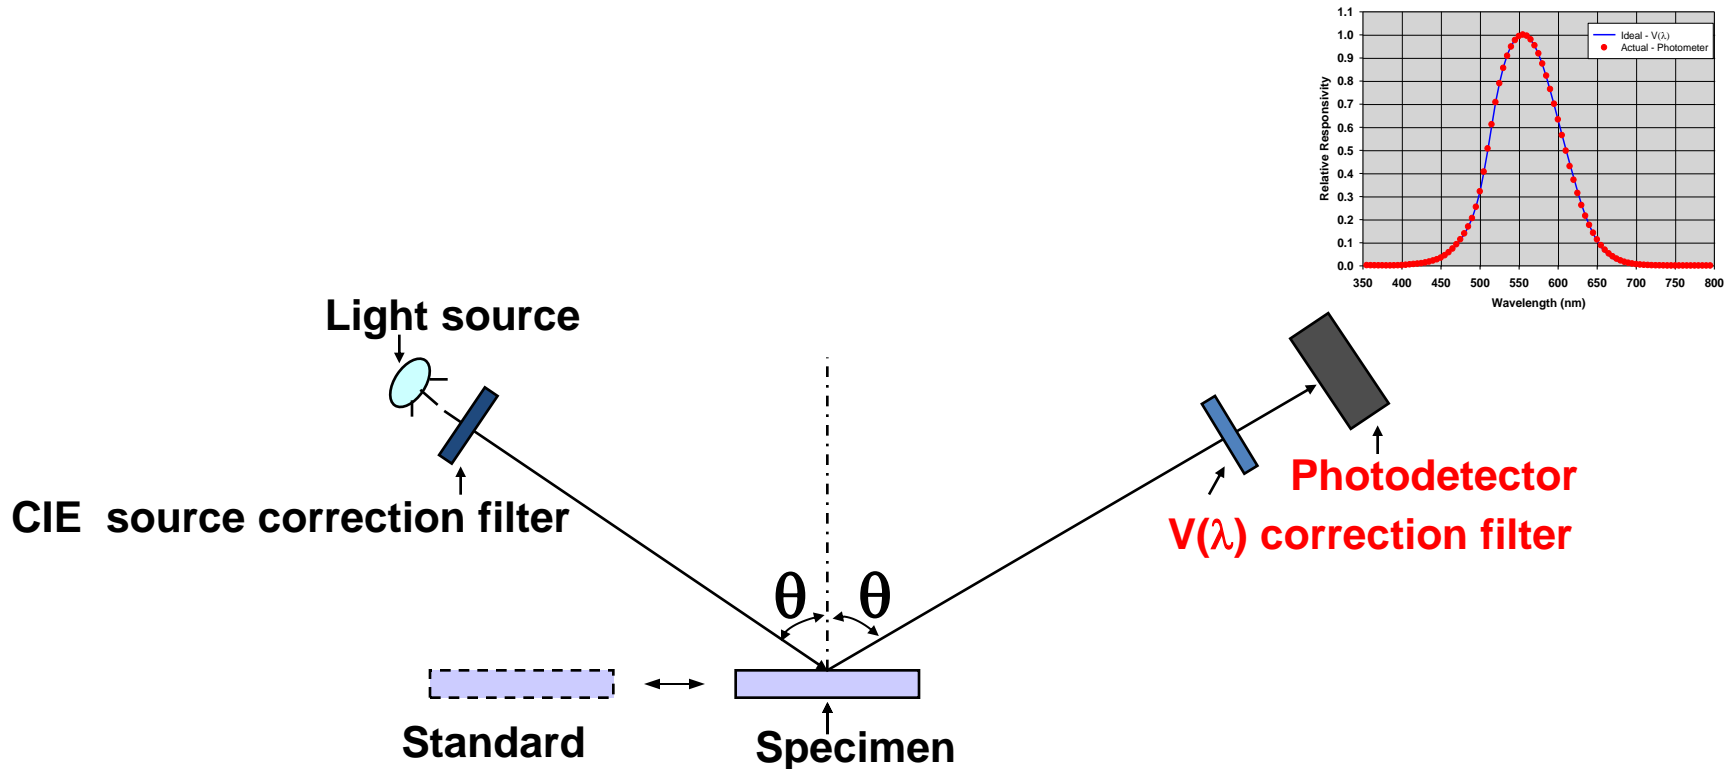 1.1
1.0
0.9
0.8
0.7
0.6
0.5
0.4
0.3
0.2
0.1
0.0
Relative Responsivity
Ideal - V(λ)
Actual - Photometer
350 400 450 500 550 600 650 700 750 800
Wavelength (nm)
Light source
CIE source correction filter
Photodetector
V(λ) correction filter
θ θ
Standard
Specimen